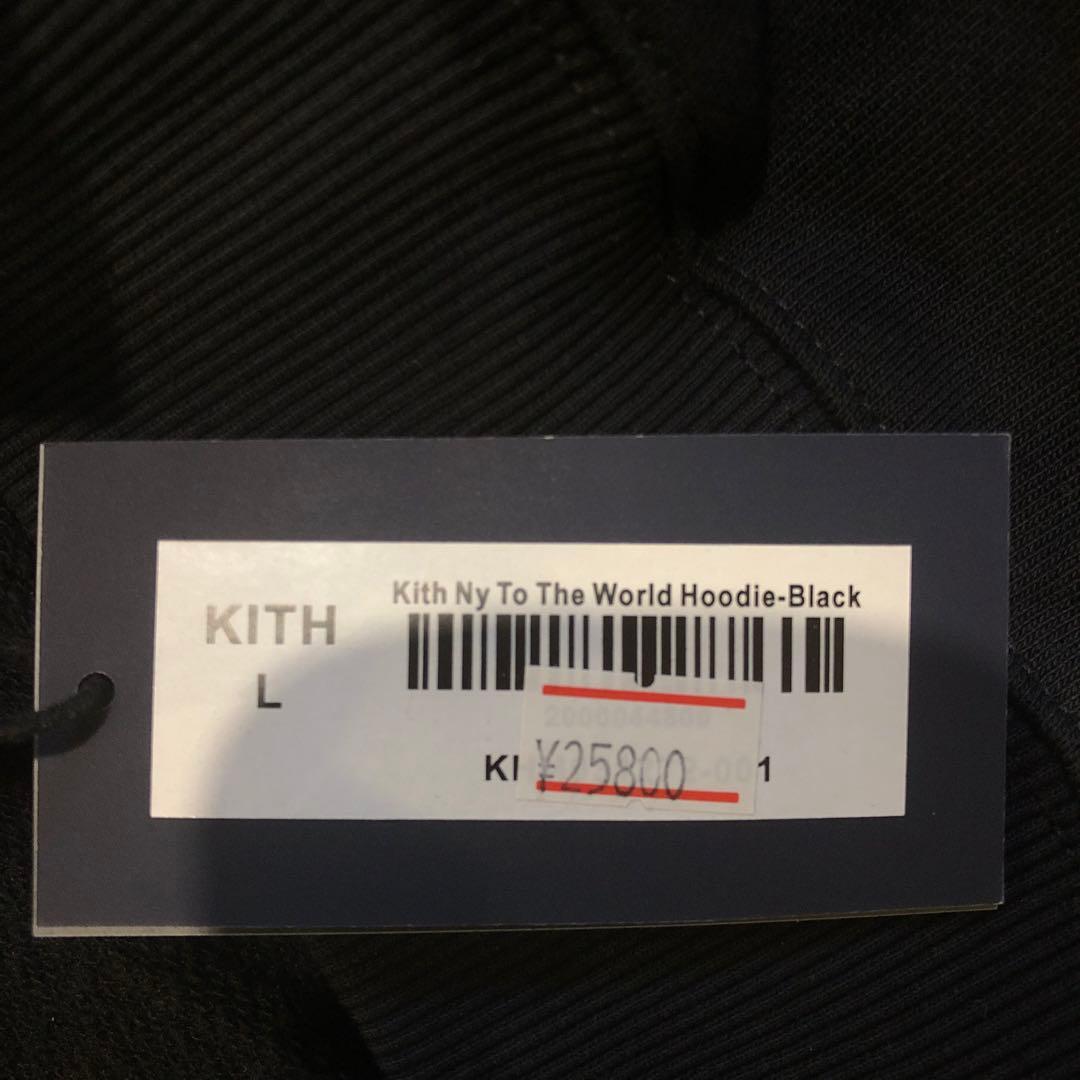 Kith Ny To The World Hoodie-Black
KITH
L
¥25800